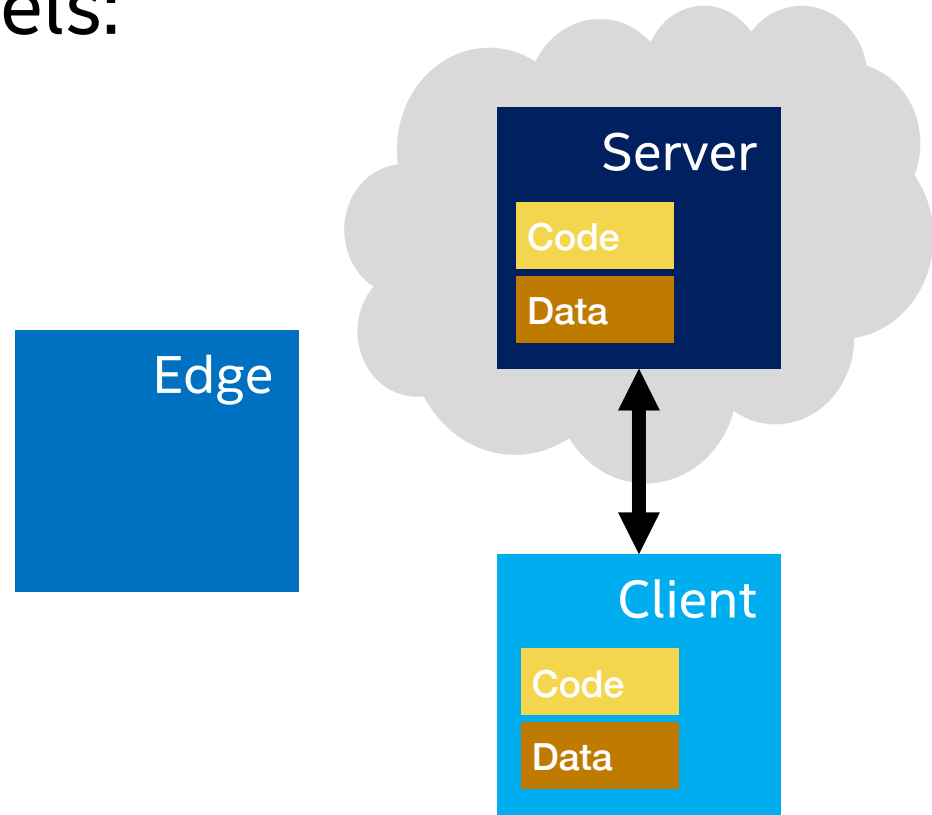 els:
Server
Code
Data
Edge
Client
Code
Data